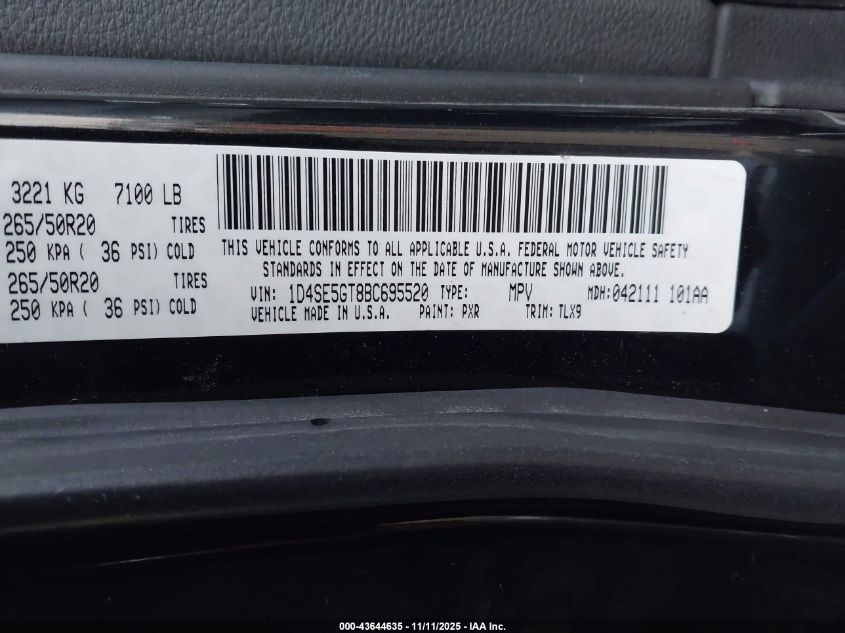 3221 KG 7100 LB
265/50R20 TIRES
250 KPA ( 36 PSI) COLD
265/50R20 TIRES
250 KPA ( 36 PSI) COLD
THIS VEHICLE CONFORMS TO ALL APPLICABLE U.S.A. FEDERAL MOTOR VEHICLE SAFETY
STANDARDS IN EFFECT ON THE DATE OF MANUFACTURE SHOWN ABOVE.
VIN: 1D4SE5GT8BC695520 TYPE: MPV MDH:042111 101AA
VEHICLE MADE IN U.S.A. PAINT: PXR TRIM: TLX9
000-43644635 - 11/11/2025 - IAA Inc.